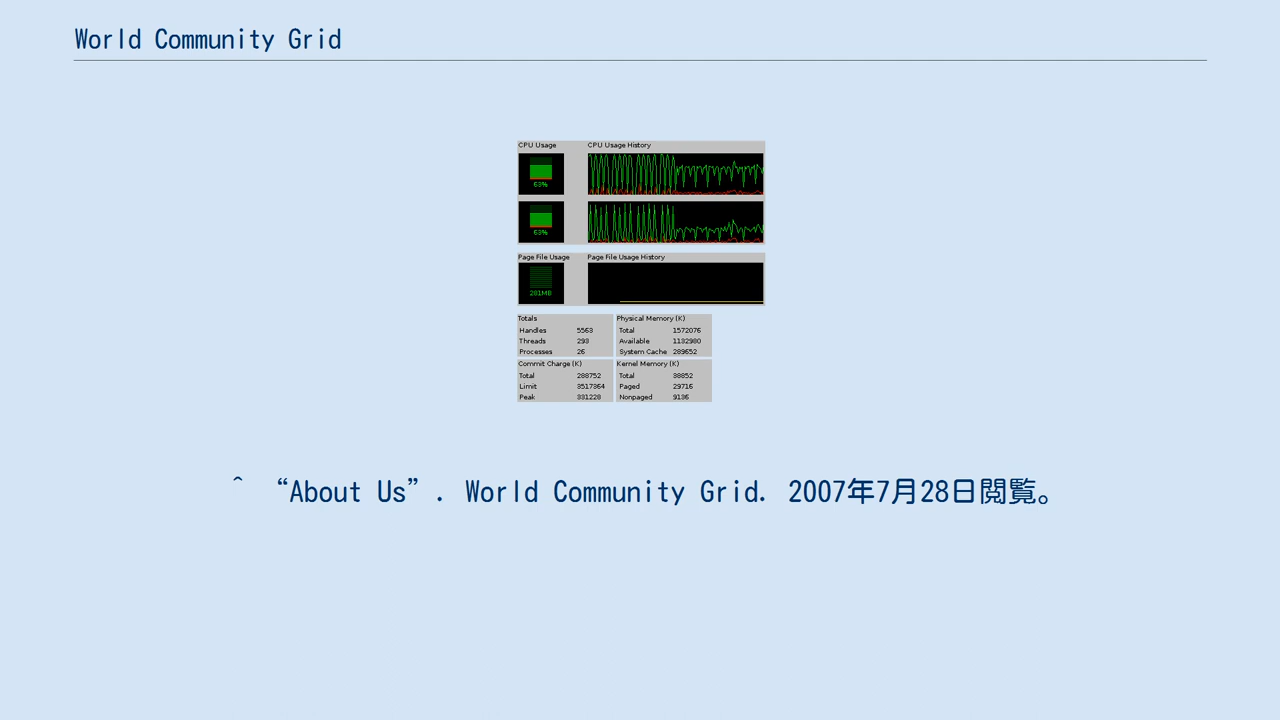 World Community Grid
CPU Usage CPU Usage History
53%
53%
Page File Usage Page File Usage History
281MB
Totals Physical Memory (K)
Handles 5563 Total 1572076
Threads 293 Available 1132980
Processes 26 System Cache 289652
Commit Charge (K) Kernel Memory (K)
Total 288752 Total 38852
Limit 3517364 Paged 29716
Peak 331228 Nonpaged 9136
^ “About Us”. World Community Grid. 2007年7月28日閲覧。